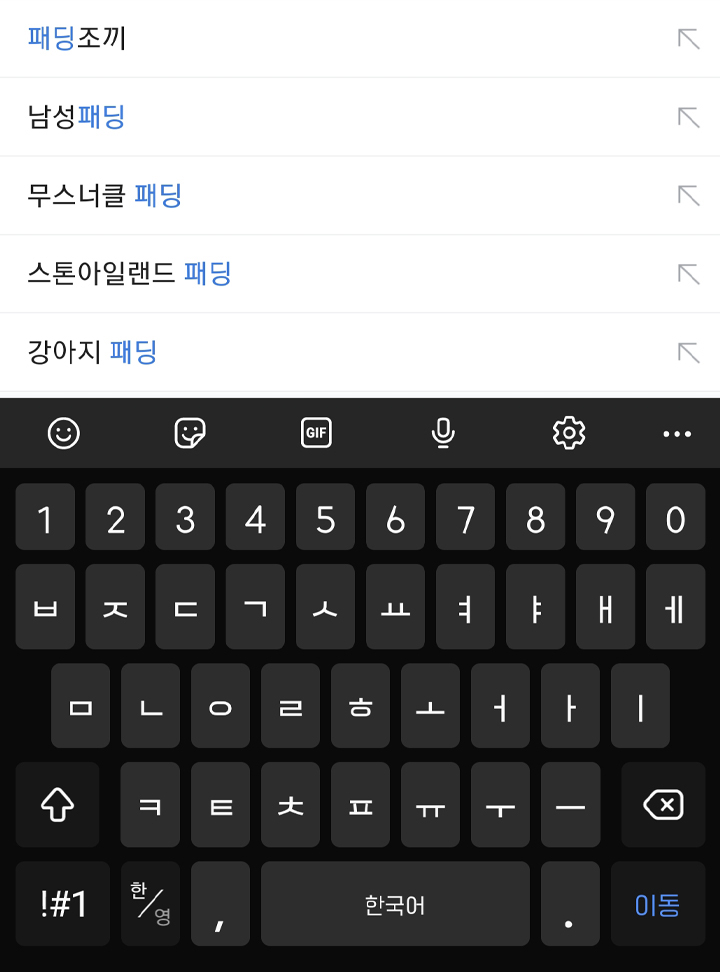 패딩조끼
남성패딩
무스너클 패딩
스톤아일랜드 패딩
강아지 패딩
GIF
1 2 3 4 5 6 7 8 9 0
ㅂ ㅈ ㄷ ㄱ ㅅ ㅛ ㅕ ㅑ ㅐ ㅔ
ㅁ ㄴ ㅇ ㄹ ㅎ ㅗ ㅓ ㅏ ㅣ
ㅋ ㅌ ㅊ ㅍ ㅠ ㅜ ㅡ
!#1 한/영 , 한국어 . 이동